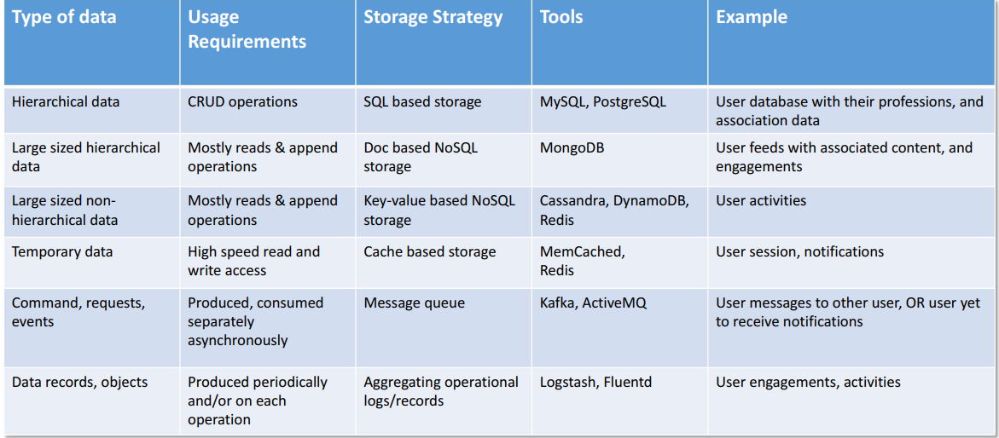 Type of data
Usage
Requirements
Storage Strategy
Tools
Example
Hierarchical data
CRUD operations
SQL based storage
MySQL, PostgreSQL
User database with their professions, and
association data
Large sized hierarchical
data
Mostly reads & append
operations
Doc based NoSQL
storage
MongoDB
User feeds with associated content, and
engagements
Large sized non-
hierarchical data
Mostly reads & append
operations
Key-value based NoSQL
storage
Cassandra, DynamoDB,
Redis
User activities
Temporary data
High speed read and
write access
Cache based storage
MemCached,
Redis
User session, notifications
Command, requests,
events
Produced, consumed
separately
asynchronously
Message queue
Kafka, ActiveMQ
User messages to other user, OR user yet
to receive notifications
Data records, objects
Produced periodically
and/or on each
operation
Aggregating operational
logs/records
Logstash, Fluentd
User engagements, activities